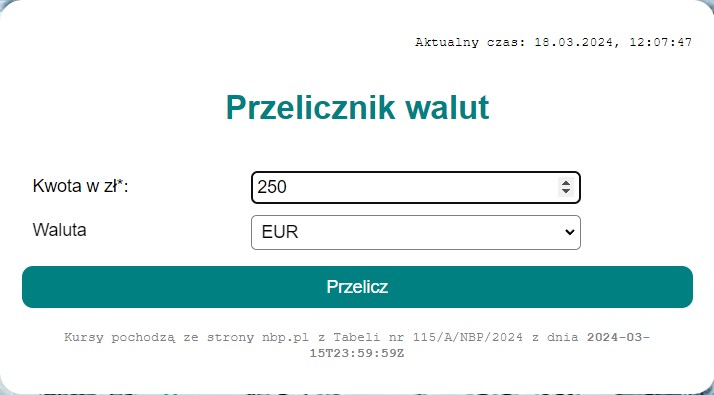 Aktualny czas: 18.03.2024, 12:07:47
Przelicznik walut
Kwota w zł*:
250
Waluta
EUR
Przelicz
Kursy pochodzą ze strony nbp.pl z Tabeli nr 115/A/NBP/2024 z dnia 2024-03-
15T23:59:59Z